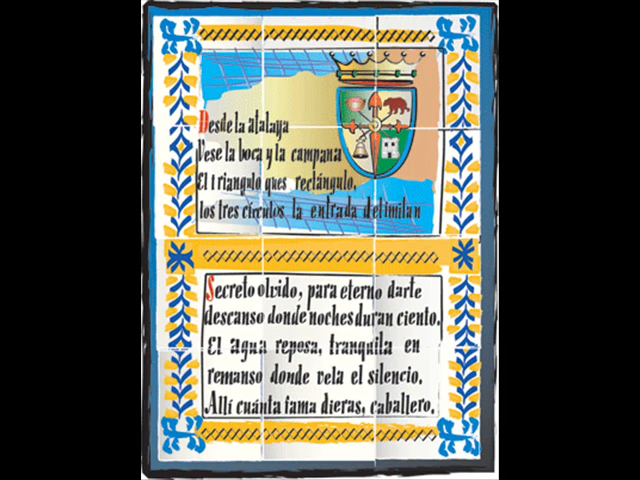 Desde la atalaya
Vese la boca y la campana
El triangulo ques rectángulo,
los tres círculos la entrada delimitan
Secreto olvido, para eterno darte
descanso donde noches duran ciento.
El agua reposa, tranquila en
remanso donde vela el silencio.
Allí cuánta fama dieras, caballero.